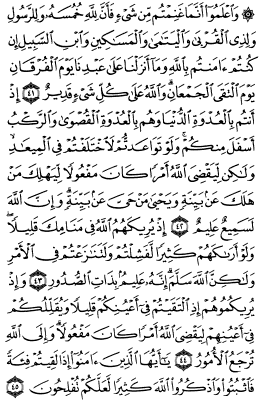 ۞ وَٱعْلَمُوٓا۟ أَنَّمَا غَنِمْتُم مِّن شَىْءٍ فَأَنَّ لِلَّهِ خُمُسَهُۥ وَلِلرَّسُولِ
وَلِذِى ٱلْقُرْبَىٰ وَٱلْيَتَـٰمَىٰ وَٱلْمَسَـٰكِينِ وَٱبْنِ ٱلسَّبِيلِ إِن
كُنتُمْ ءَامَنتُم بِٱللَّهِ وَمَآ أَنزَلْنَا عَلَىٰ عَبْدِنَا يَوْمَ ٱلْفُرْقَانِ
يَوْمَ ٱلْتَقَى ٱلْجَمْعَانِ ۗ وَٱللَّهُ عَلَىٰ كُلِّ شَىْءٍ قَدِيرٌ ٤١ إِذْ
أَنتُم بِٱلْعُدْوَةِ ٱلدُّنْيَا وَهُم بِٱلْعُدْوَةِ ٱلْقُصْوَىٰ وَٱلرَّكْبُ
أَسْفَلَ مِنكُمْ ۚ وَلَوْ تَوَاعَدتُّمْ لَٱخْتَلَفْتُمْ فِى ٱلْمِيعَـٰدِ ۙ
وَلَـٰكِن لِّيَقْضِىَ ٱللَّهُ أَمْرًا كَانَ مَفْعُولًا لِّيَهْلِكَ مَنْ
هَلَكَ عَنۢ بَيِّنَةٍ وَيَحْيَىٰ مَنْ حَىَّ عَنۢ بَيِّنَةٍ ۗ وَإِنَّ ٱللَّهَ
لَسَمِيعٌ عَلِيمٌ ٤٢ إِذْ يُرِيكَهُمُ ٱللَّهُ فِى مَنَامِكَ قَلِيلًا ۖ
وَلَوْ أَرَىٰكَهُمْ كَثِيرًا لَّفَشِلْتُمْ وَلَتَنَـٰزَعْتُمْ فِى ٱلْأَمْرِ
وَلَـٰكِنَّ ٱللَّهَ سَلَّمَ ۗ إِنَّهُۥ عَلِيمٌۢ بِذَاتِ ٱلصُّدُورِ ٤٣ وَإِذْ
يُرِيكُمُوهُمْ إِذِ ٱلْتَقَيْتُمْ فِىٓ أَعْيُنِكُمْ قَلِيلًا وَيُقَلِّلُكُمْ
فِىٓ أَعْيُنِهِمْ لِيَقْضِىَ ٱللَّهُ أَمْرًا كَانَ مَفْعُولًا ۗ وَإِلَى ٱللَّهِ
تُرْجَعُ ٱلْأُمُورُ ٤٤ يَـٰٓأَيُّهَا ٱلَّذِينَ ءَامَنُوٓا۟ إِذَا لَقِيتُمْ فِئَةً
فَٱثْبُتُوا۟ وَٱذْكُرُوا۟ ٱللَّهَ كَثِيرًا لَّعَلَّكُمْ تُفْلِحُونَ ٤٥